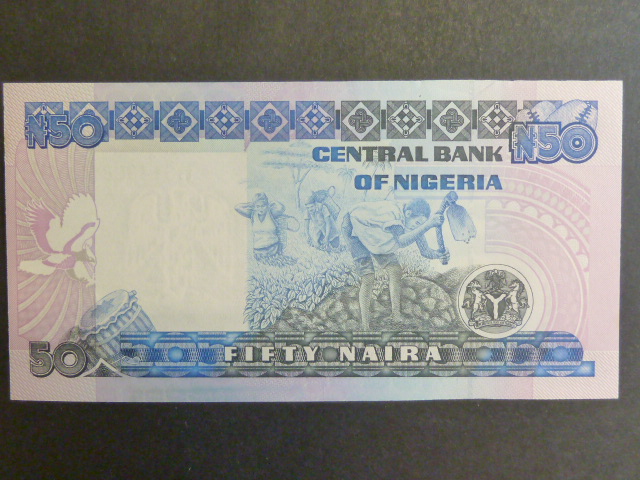 ₦50
₦50
CENTRAL BANK
OF NIGERIA
50
FIFTY NAIRA